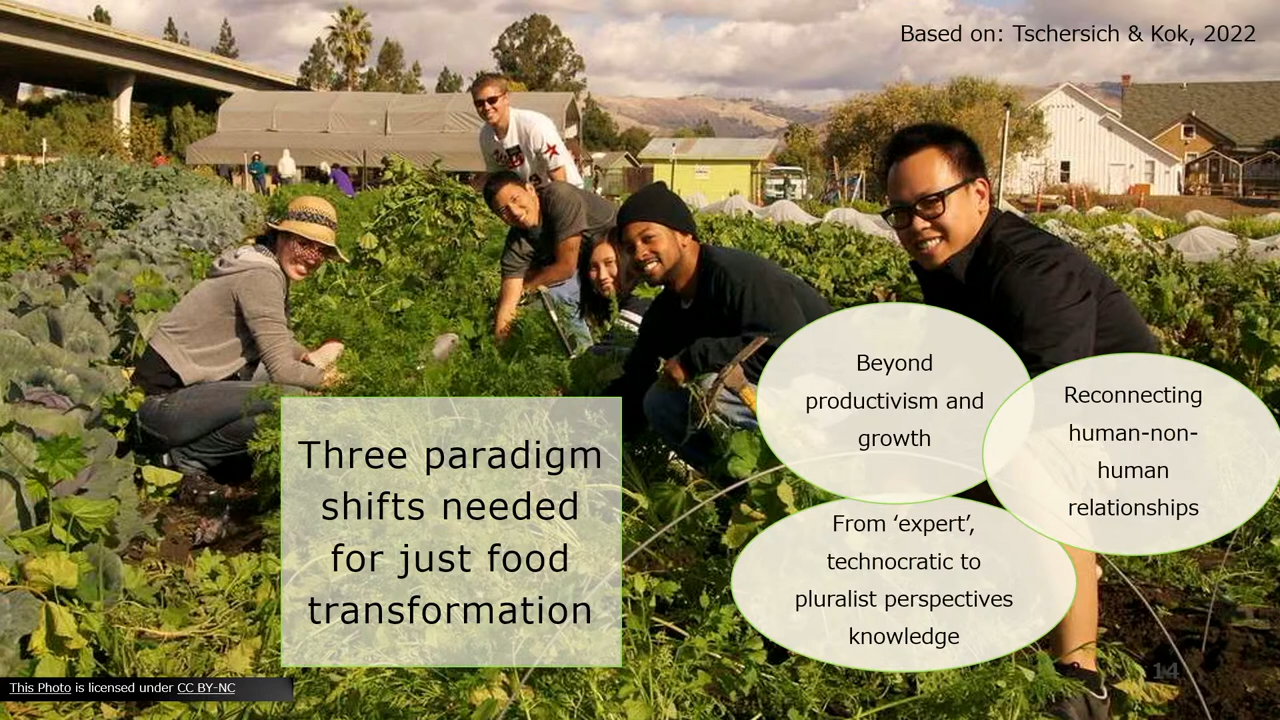 Based on: Tschersich & Kok, 2022
Three paradigm
shifts needed
for just food
transformation
Beyond
productivism and
growth
Reconnecting
human-non-
human
relationships
From ‘expert’,
technocratic to
pluralist perspectives
knowledge
This Photo is licensed under CC BY-NC
14